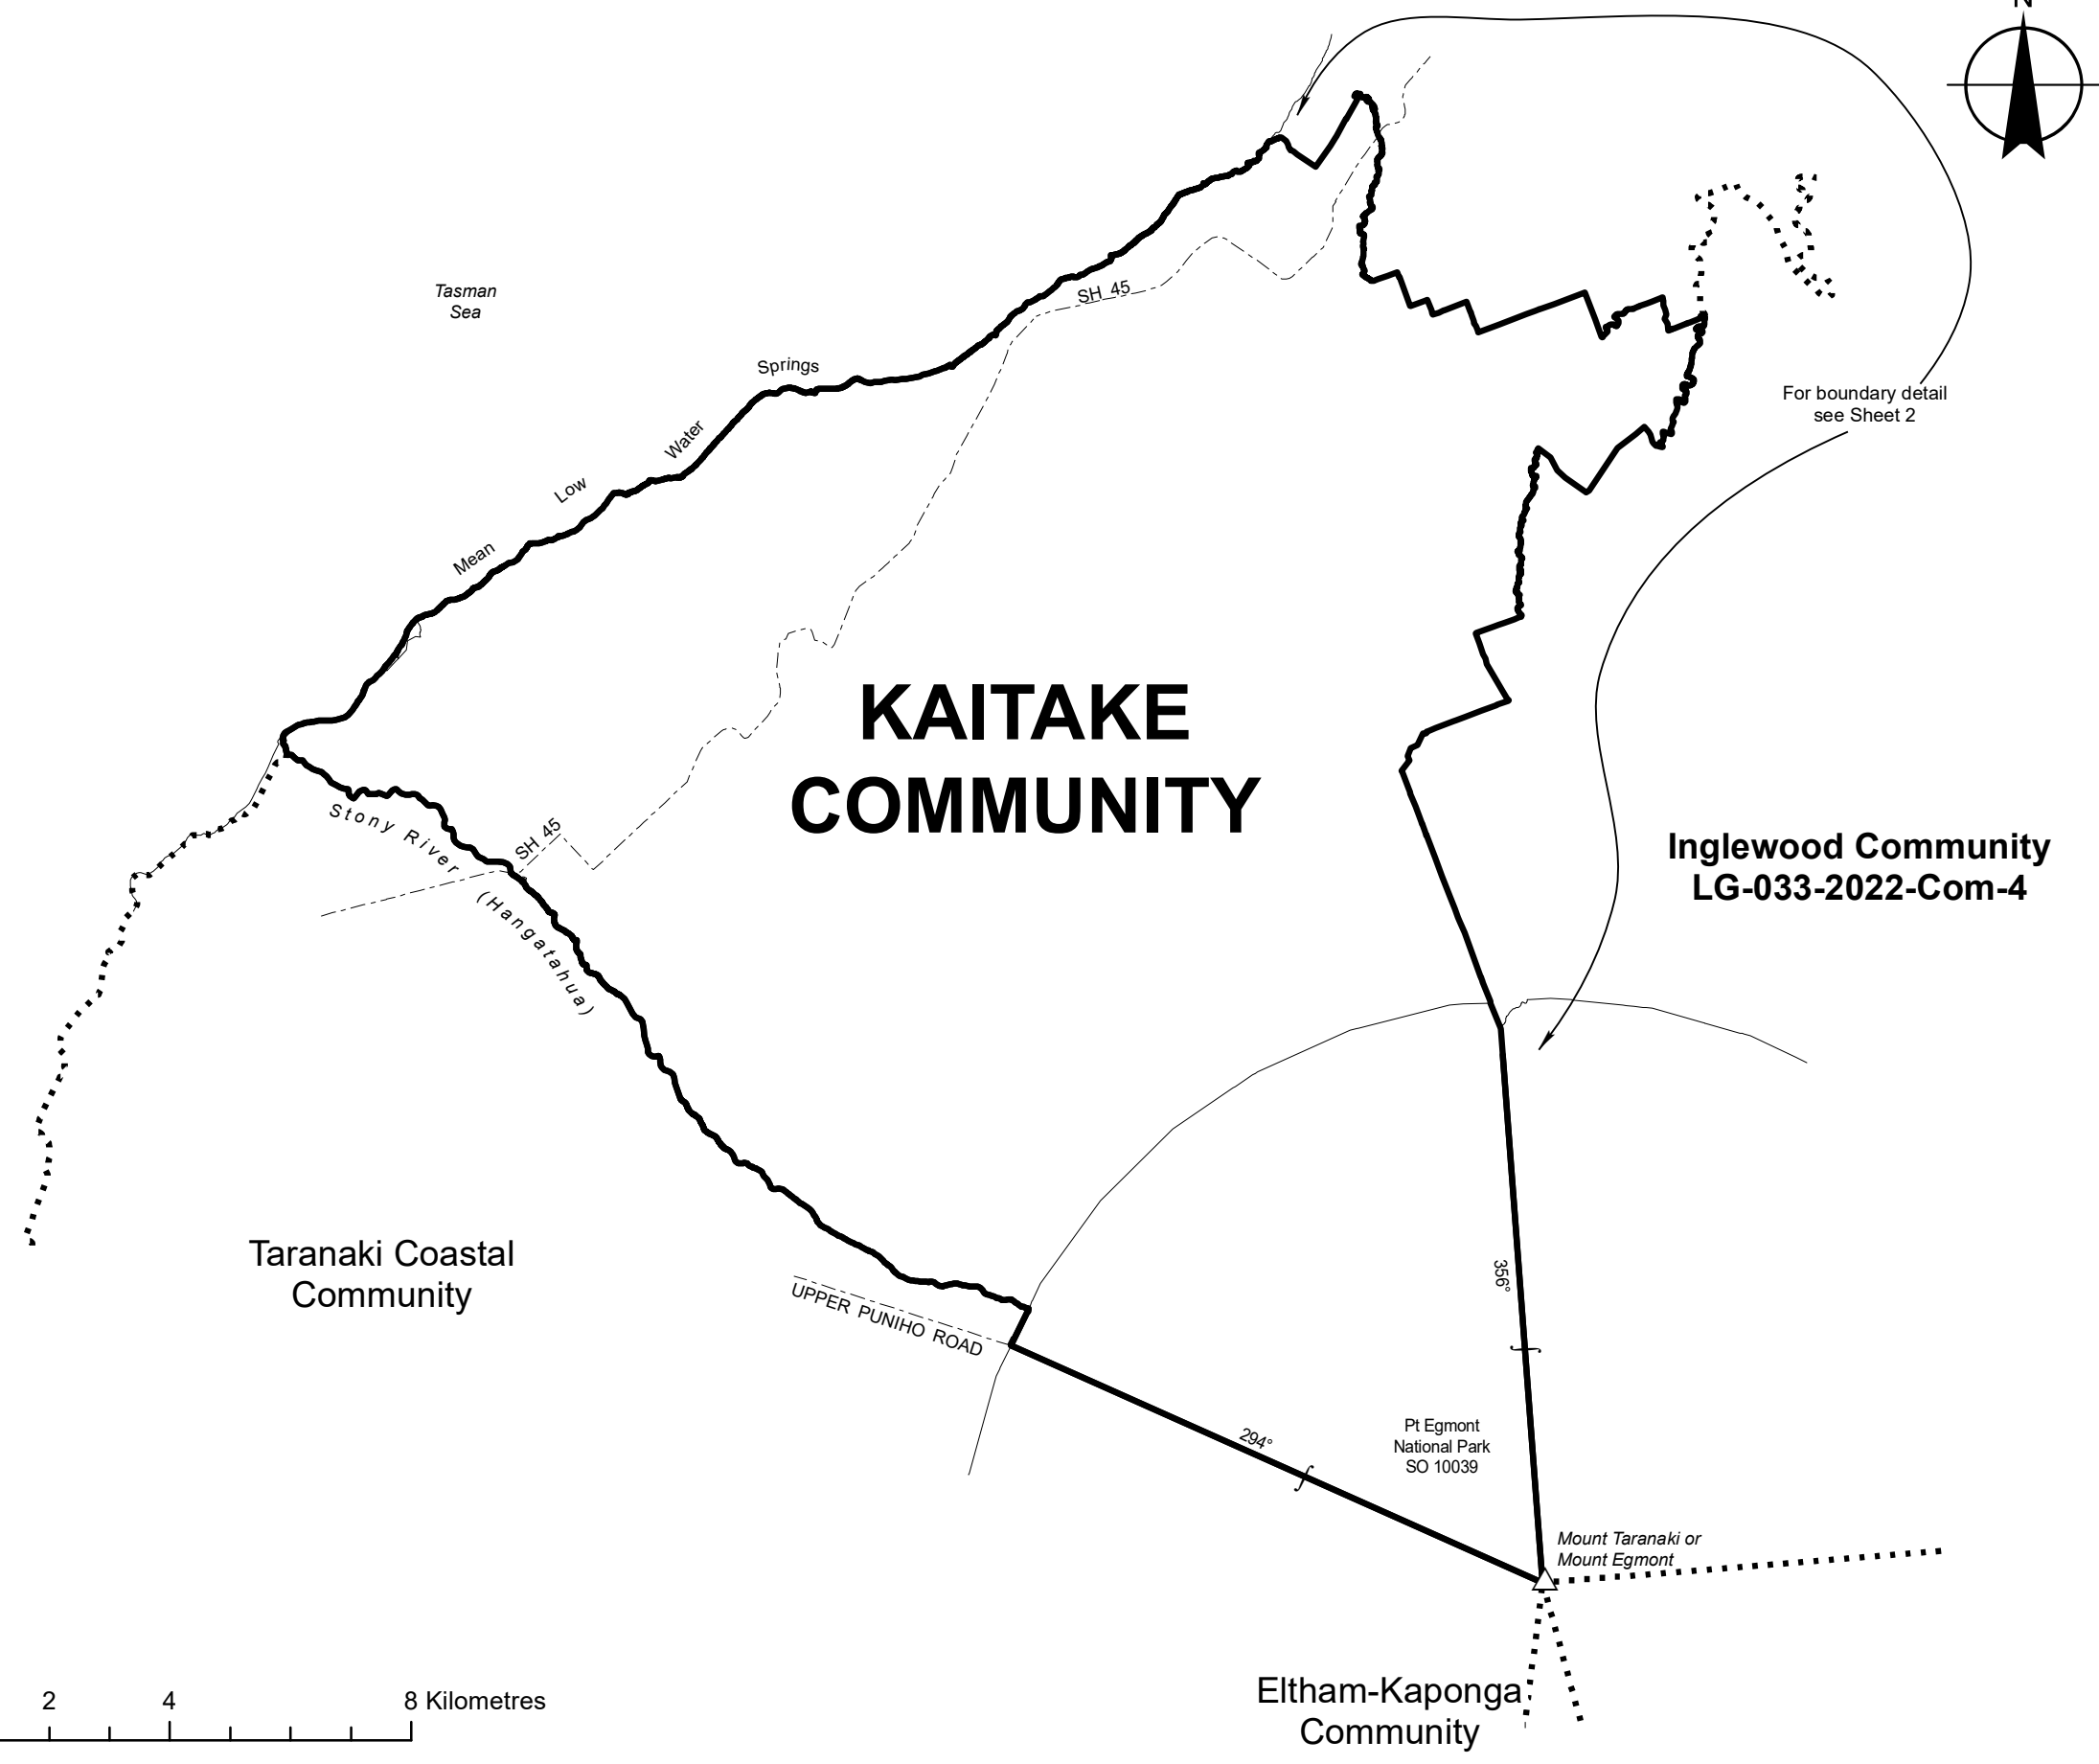 N
Tasman
Sea
SH 45
Springs
Water
Low
Mean
For boundary detail
see Sheet 2
KAITAKE
COMMUNITY
Stony River
SH 45
(Hangatahua)
Inglewood Community
LG-033-2022-Com-4
Taranaki Coastal
Community
UPPER PUNIHO ROAD
356°
294°
Pt Egmont
National Park
SO 10039
Mount Taranaki or
Mount Egmont
Eltham-Kaponga
Community
2 4 8 Kilometres